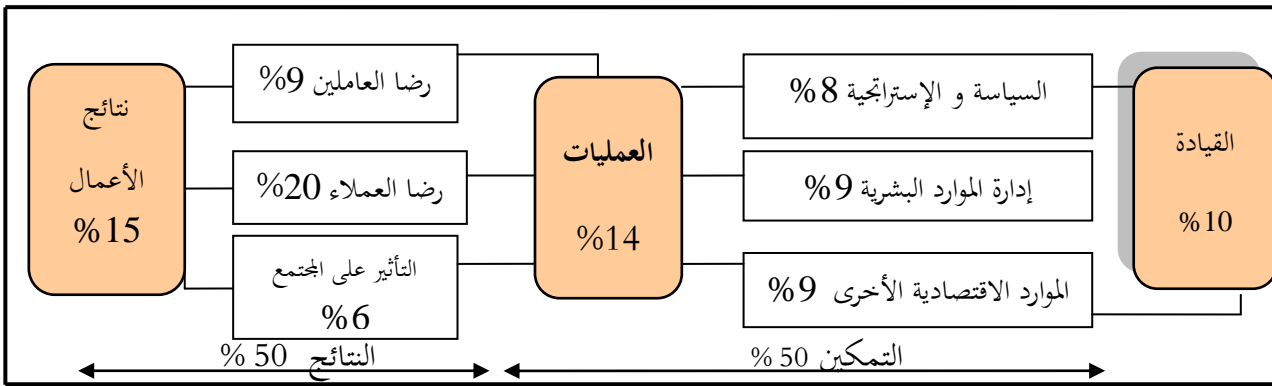 القيادة
%10
السياسة و الإستراتجية 8%
إدارة الموارد البشرية 9%
الموارد الاقتصادية الأخرى 9%
العمليات
%14
رضا العاملين 9%
رضا العملاء 20%
التأثير على المجتمع
%6
نتائج
الأعمال
%15
التمكين 50 %
النتائج 50 %